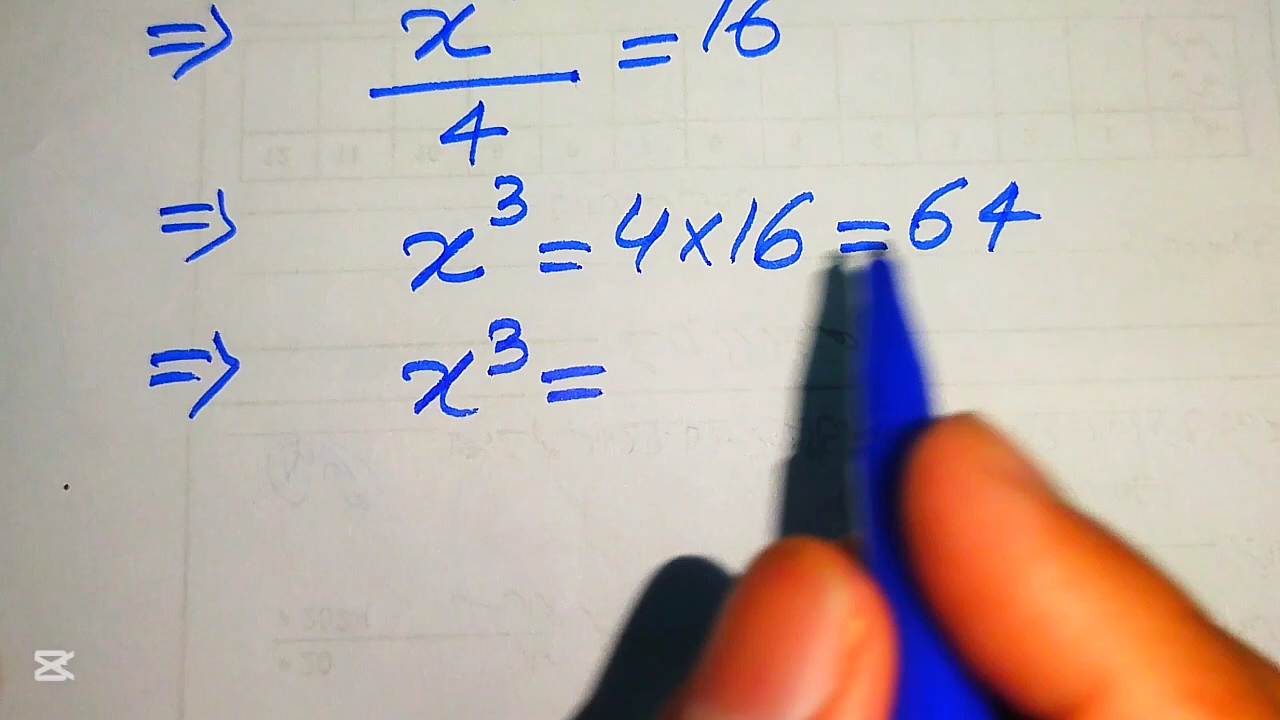 ⇒ x/4 = 16
⇒ x³ = 4×16 = 64
⇒ x³ =